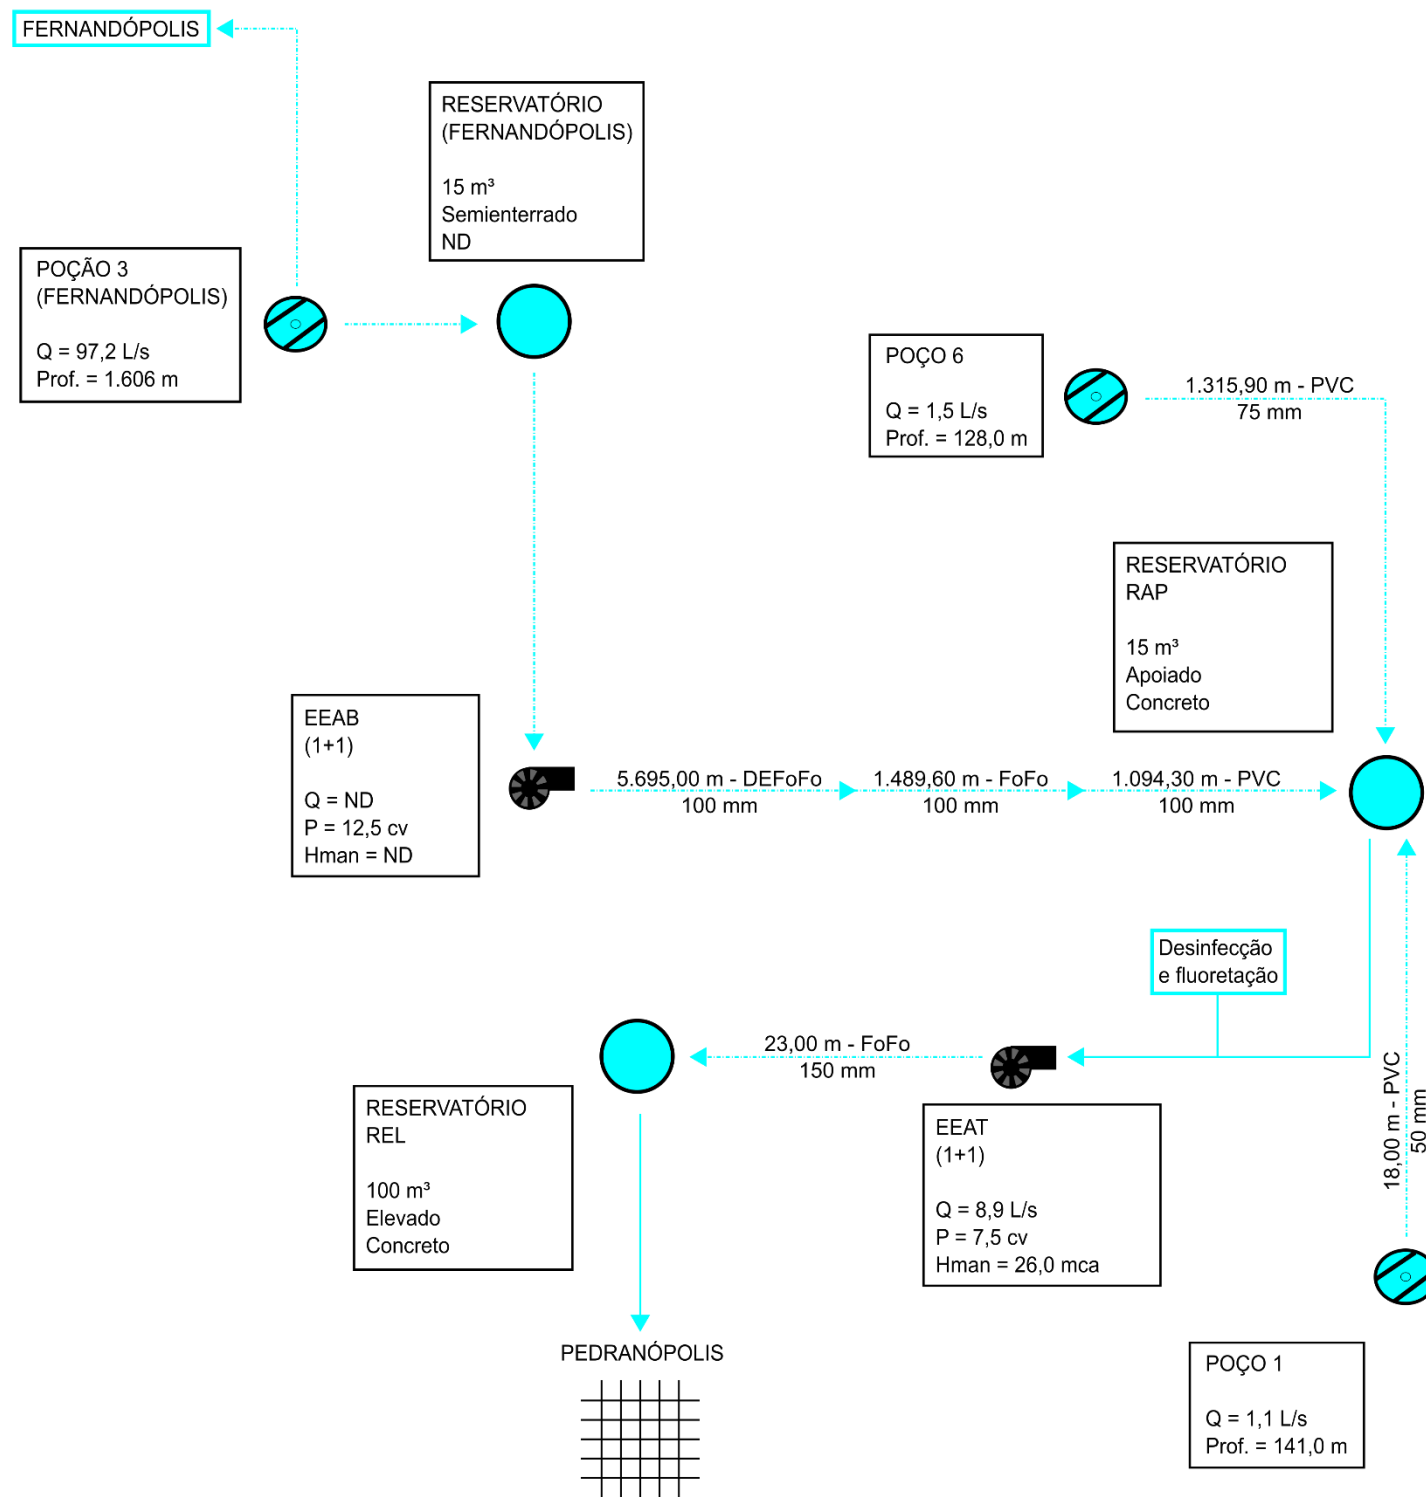 FERNANDÓPOLIS
RESERVATÓRIO
(FERNANDÓPOLIS)
15 m³
Semienterrado
ND
POÇÃO 3
(FERNANDÓPOLIS)
Q = 97,2 L/s
Prof. = 1.606 m
POÇO 6
Q = 1,5 L/s
Prof. = 128,0 m
1.315,90 m - PVC
75 mm
RESERVATÓRIO
RAP
15 m³
Apoiado
Concreto
EEAB
(1+1)
Q = ND
P = 12,5 cv
Hman = ND
5.695,00 m - DEFoFo
100 mm
1.489,60 m - FoFo
100 mm
1.094,30 m - PVC
100 mm
Desinfecção
e fluoretação
23,00 m - FoFo
150 mm
RESERVATÓRIO
REL
100 m³
Elevado
Concreto
EEAT
(1+1)
Q = 8,9 L/s
P = 7,5 cv
Hman = 26,0 mca
18,00 m - PVC
50 mm
PEDRANÓPOLIS
POÇO 1
Q = 1,1 L/s
Prof. = 141,0 m